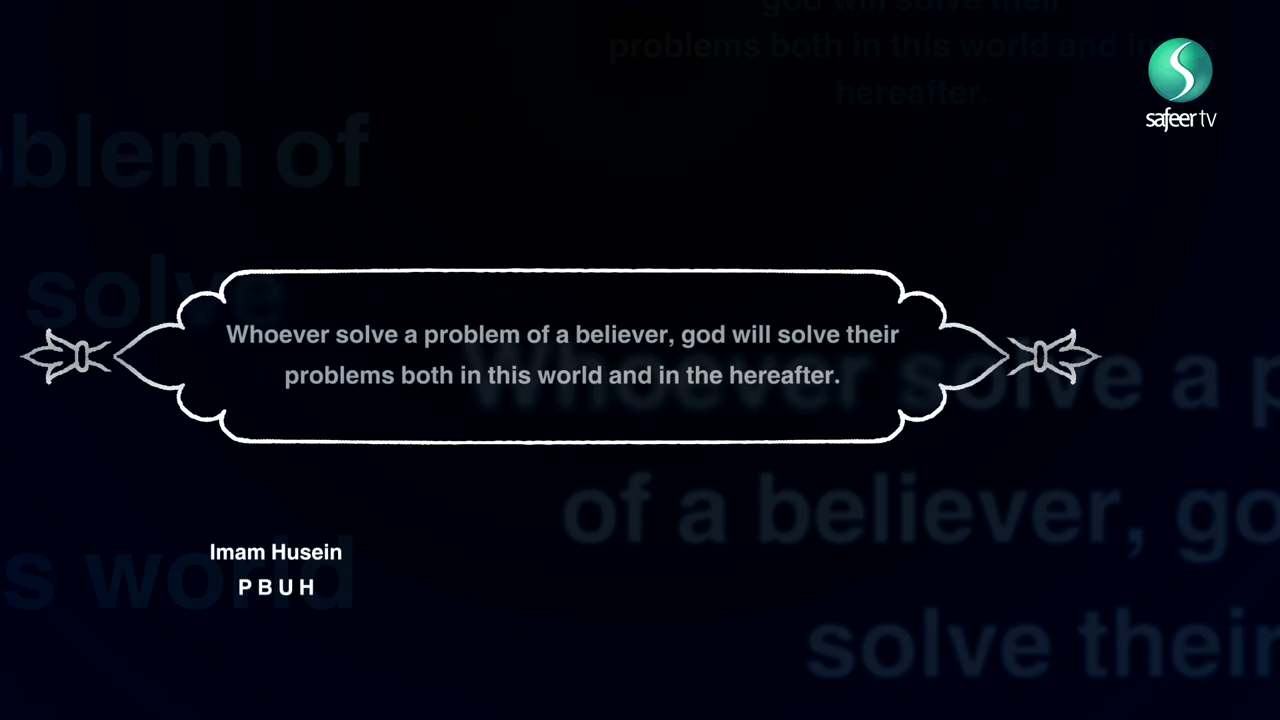 god will solve their
problems both in this world and in the
hereafter.
safeer tv
blem of
solve
Whoever solve a problem of a believer, god will solve their
problems both in this world and in the hereafter.
Whoever solve a p
of a believer, go
solve their
Imam Husein
PBUH
s world